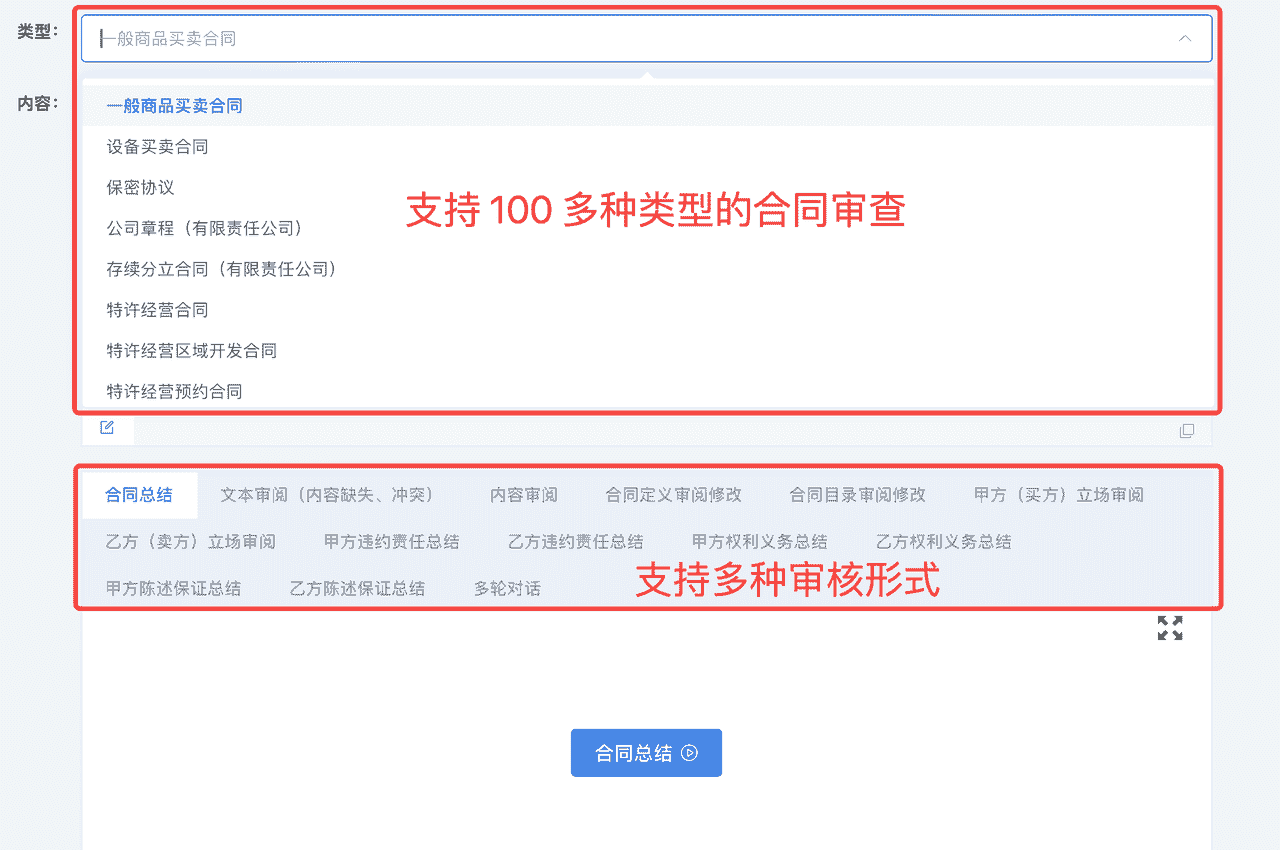 类型：
一般商品买卖合同
内容：
一般商品买卖合同
设备买卖合同
保密协议
公司章程（有限责任公司）
存续分立合同（有限责任公司）
特许经营合同
特许经营区域开发合同
特许经营预约合同
支持 100 多种类型的合同审查
合同总结 文本审阅（内容缺失、冲突） 内容审阅 合同定义审阅修改 合同目录审阅修改 甲方（买方）立场审阅
乙方（卖方）立场审阅 甲方违约责任总结 乙方违约责任总结 甲方权利义务总结 乙方权利义务总结
甲方陈述保证总结 乙方陈述保证总结 多轮对话
支持多种审核形式
合同总结